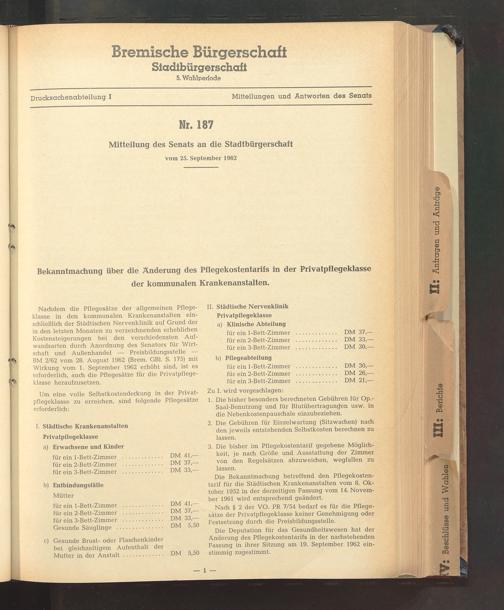 Bremische Bürgerschaft
Stadtbürgerschaft
5. Wahlperiode
Drucksachenabteilung I
Mitteilungen und Antworten des Senats
Nr. 187
Mitteilung des Senats an die Stadtbürgerschaft
vom 25. September 1962
Bekanntmachung über die Änderung des Pflegekostentarifs in der Privatpflegeklasse
der kommunalen Krankenanstalten.
Nachdem die Pflegesätze der allgemeinen Pflege-
klasse in den kommunalen Krankenanstalten ein-
schließlich der Städtischen Nervenklinik auf Grund der
in den letzten Monaten zu verzeichnenden erheblichen
Kostensteigerungen bei den verschiedensten Auf-
wandsarten durch Anordnung des Senators für Wirt-
schaft und Außenhandel — Preisbildungsstelle —
BM 2/62 vom 28. August 1962 (Brem. GBl. S. 175) mit
Wirkung vom 1. September 1962 erhöht sind, ist es
erforderlich, auch die Pflegesätze für die Privatpflege-
klasse heraufzusetzen.
Um eine volle Selbstkostendeckung in der Privat-
pflegeklasse zu erreichen, sind folgende Pflegesätze
erforderlich:
I. Städtische Krankenanstalten
Privatpflegeklasse
a) Erwachsene und Kinder
für ein 1-Bett-Zimmer ............ DM 41,—
für ein 2-Bett-Zimmer ............ DM 37,—
für ein 3-Bett-Zimmer ............ DM 33,—
b) Entbindungsfälle
Mütter
für ein 1-Bett-Zimmer ............ DM 41,—
für ein 2-Bett-Zimmer ............ DM 37,—
für ein 3-Bett-Zimmer ............ DM 33,—
Gesunde Säuglinge ............ DM 5,50
c) Gesunde Brust- oder Flaschenkinder
bei gleichzeitigem Aufenthalt der
Mutter in der Anstalt ............ DM 5,50
II. Städtische Nervenklinik
Privatpflegeklasse
a) Klinische Abteilung
für ein 1-Bett-Zimmer ............ DM 37,—
für ein 2-Bett-Zimmer ............ DM 33,—
für ein 3-Bett-Zimmer ............ DM 30,—
b) Pflegeabteilung
für ein 1-Bett-Zimmer ............ DM 30,—
für ein 2-Bett-Zimmer ............ DM 26,—
für ein 3-Bett-Zimmer ............ DM 21,—
Zu I. wird vorgeschlagen:
1. Die bisher besonders berechneten Gebühren für Op.-
Saal-Benutzung und für Blutübertragungen usw. in
die Nebenkostenpauschale einzubeziehen.
2. Die Gebühren für Einzelwartung (Sitzwachen) nach
den jeweils entstehenden Selbstkosten berechnen zu
lassen.
3. Die bisher im Pflegekostentarif gegebene Möglich-
keit, je nach Größe und Ausstattung der Zimmer
von den Regelsätzen abzuweichen, wegfallen zu
lassen.
Die Bekanntmachung betreffend den Pflegekosten-
tarif für die Städtischen Krankenanstalten vom 8. Ok-
tober 1952 in der derzeitigen Fassung vom 14. Novem-
ber 1961 wird entsprechend geändert.
Nach § 2 der VO. PR 7/54 bedarf es für die Pflege-
sätze der Privatpflegeklasse keiner Genehmigung oder
Festsetzung durch die Preisbildungsstelle.
Die Deputation für das Gesundheitswesen hat der
Änderung des Pflegekostentarifs in der nachstehenden
Fassung in ihrer Sitzung am 19. September 1962 ein-
stimmig zugestimmt.
— 1 —
II: Anfragen und Anträge
III: Berichte
IV: Beschlüsse und Wahlen